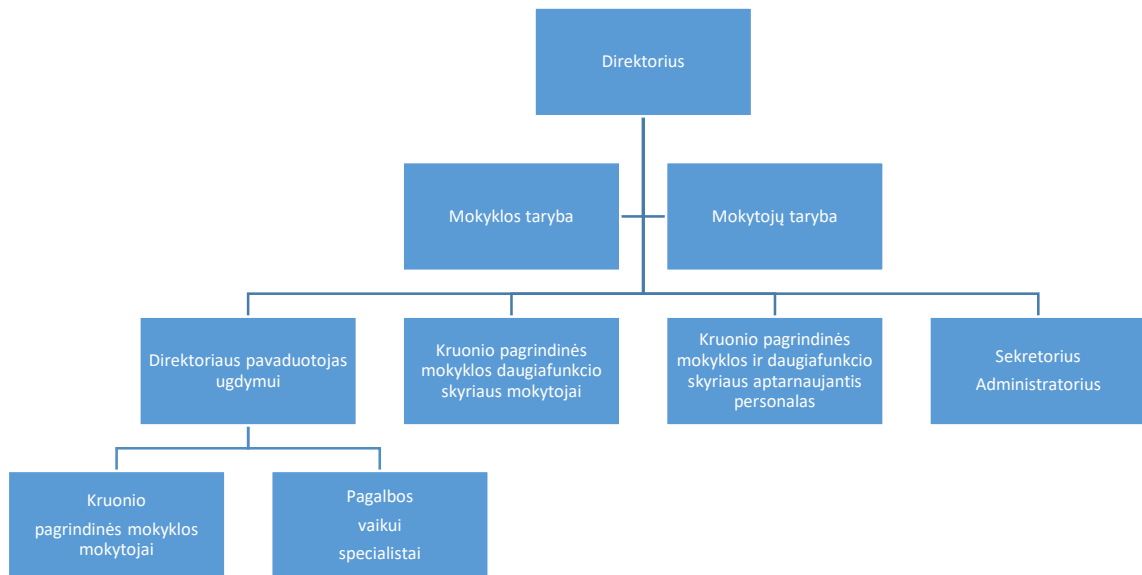 Direktorius
Mokyklos taryba
Mokytojų taryba
Direktoriaus pavaduotojas
ugdymui
Kruonio pagrindinės
mokyklos daugiafunkcio
skyriaus mokytojai
Kruonio pagrindinės
mokyklos ir daugiafunkcio
skyriaus aptarnaujantis
personalas
Sekretorius
Administratorius
Kruonio
pagrindinės mokyklos
mokytojai
Pagalbos
vaikui
specialistai